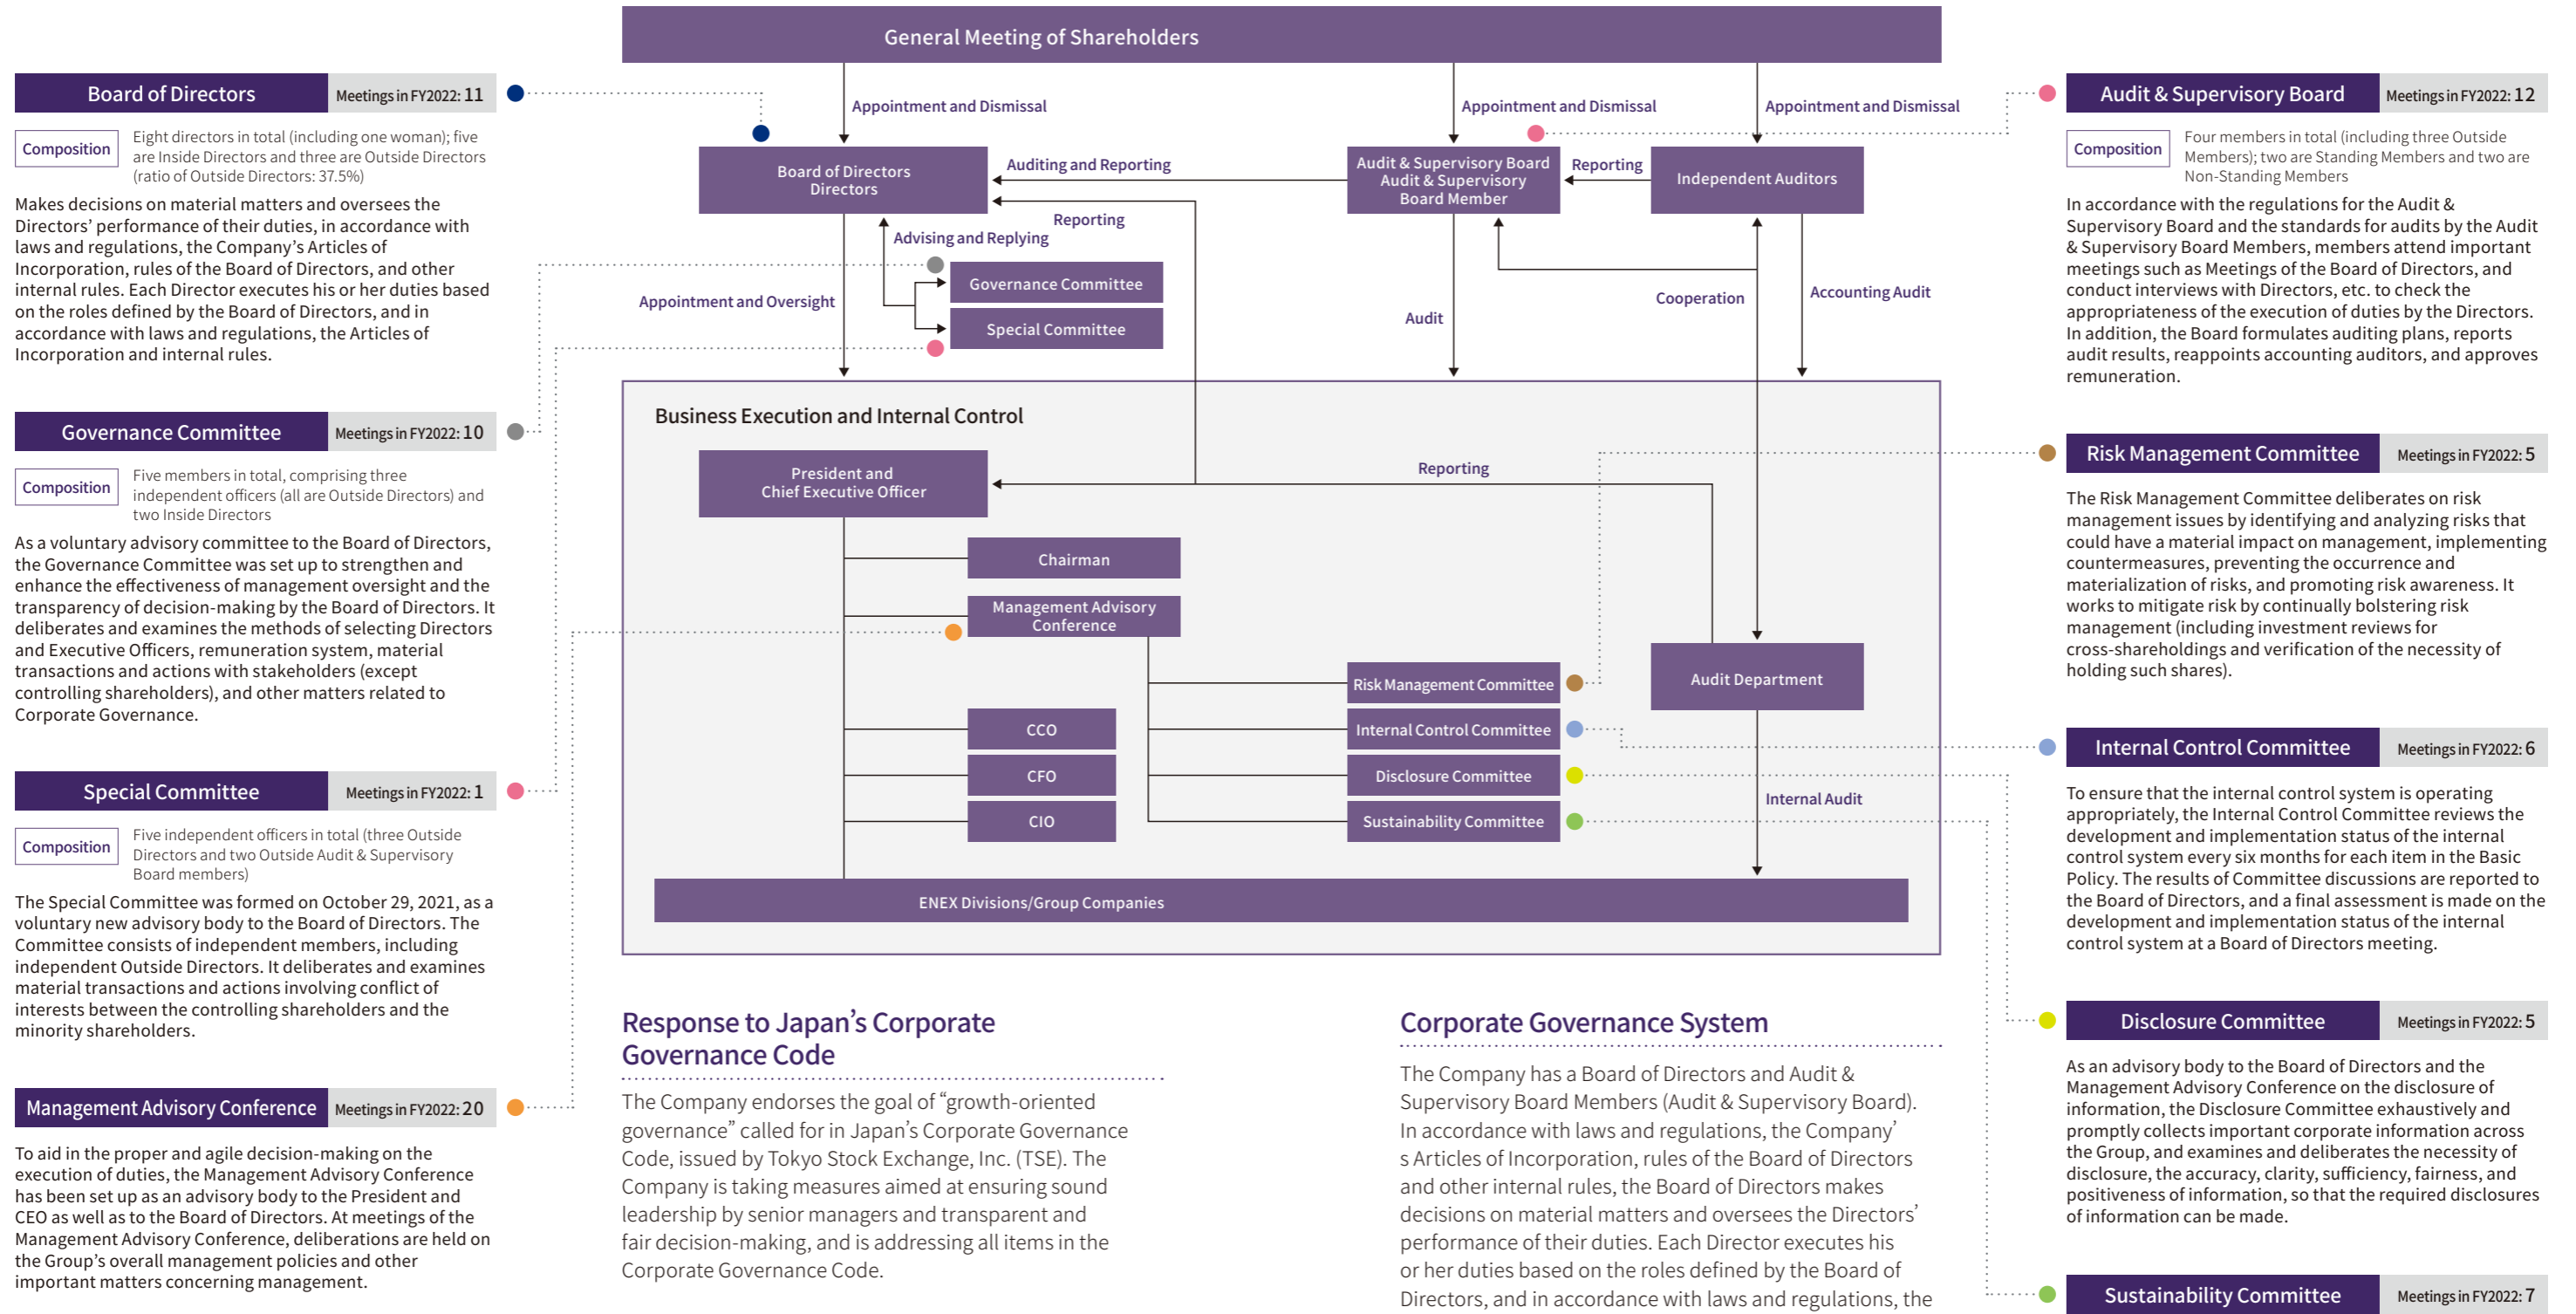 General Meeting of Shareholders
Board of Directors
Meetings in FY2022: 11
Composition
Eight directors in total (including one woman); five
are Inside Directors and three are Outside Directors
(ratio of Outside Directors: 37.5%)
Makes decisions on material matters and oversees the
Directors’ performance of their duties, in accordance with
laws and regulations, the Company’s Articles of
Incorporation, rules of the Board of Directors, and other
internal rules. Each Director executes his or her duties based
on the roles defined by the Board of Directors, and in
accordance with laws and regulations, the Articles of
Incorporation and internal rules.
Governance Committee
Meetings in FY2022: 10
Composition
Five members in total, comprising three
independent officers (all are Outside Directors) and
two Inside Directors
As a voluntary advisory committee to the Board of Directors,
the Governance Committee was set up to strengthen and
enhance the effectiveness of management oversight and the
transparency of decision-making by the Board of Directors. It
deliberates and examines the methods of selecting Directors
and Executive Officers, remuneration system, material
transactions and actions with stakeholders (except
controlling shareholders), and other matters related to
Corporate Governance.
Special Committee
Meetings in FY2022: 1
Composition
Five independent officers in total (three Outside
Directors and two Outside Audit & Supervisory
Board members)
The Special Committee was formed on October 29, 2021, as a
voluntary new advisory body to the Board of Directors. The
Committee consists of independent members, including
independent Outside Directors. It deliberates and examines
material transactions and actions involving conflict of
interests between the controlling shareholders and the
minority shareholders.
Management Advisory Conference
Meetings in FY2022: 20
To aid in the proper and agile decision-making on the
execution of duties, the Management Advisory Conference
has been set up as an advisory body to the President and
CEO as well as to the Board of Directors. At meetings of the
Management Advisory Conference, deliberations are held on
the Group’s overall management policies and other
important matters concerning management.
Appointment and Dismissal
Appointment and Dismissal
Appointment and Dismissal
Board of Directors
Directors
Auditing and Reporting
Audit & Supervisory Board
Audit & Supervisory
Board Member
Reporting
Independent Auditors
Reporting
Advising and Replying
Governance Committee
Special Committee
Appointment and Oversight
Audit
Cooperation
Accounting Audit
Business Execution and Internal Control
President and
Chief Executive Officer
Reporting
Chairman
Management Advisory
Conference
Risk Management Committee
Audit Department
CCO
Internal Control Committee
CFO
Disclosure Committee
CIO
Sustainability Committee
Internal Audit
ENEX Divisions/Group Companies
Response to Japan’s Corporate
Governance Code
The Company endorses the goal of “growth-oriented
governance” called for in Japan’s Corporate Governance
Code, issued by Tokyo Stock Exchange, Inc. (TSE). The
Company is taking measures aimed at ensuring sound
leadership by senior managers and transparent and
fair decision-making, and is addressing all items in the
Corporate Governance Code.
Corporate Governance System
The Company has a Board of Directors and Audit &
Supervisory Board Members (Audit & Supervisory Board).
In accordance with laws and regulations, the Company’
s Articles of Incorporation, rules of the Board of Directors
and other internal rules, the Board of Directors makes
decisions on material matters and oversees the Directors’
performance of their duties. Each Director executes his
or her duties based on the roles defined by the Board of
Directors, and in accordance with laws and regulations, the
Audit & Supervisory Board
Meetings in FY2022: 12
Composition
Four members in total (including three Outside
Members); two are Standing Members and two are
Non-Standing Members
In accordance with the regulations for the Audit &
Supervisory Board and the standards for audits by the Audit
& Supervisory Board Members, members attend important
meetings such as Meetings of the Board of Directors, and
conduct interviews with Directors, etc. to check the
appropriateness of the execution of duties by the Directors.
In addition, the Board formulates auditing plans, reports
audit results, reappoints accounting auditors, and approves
remuneration.
Risk Management Committee
Meetings in FY2022: 5
The Risk Management Committee deliberates on risk
management issues by identifying and analyzing risks that
could have a material impact on management, implementing
countermeasures, preventing the occurrence and
materialization of risks, and promoting risk awareness. It
works to mitigate risk by continually bolstering risk
management (including investment reviews for
cross-shareholdings and verification of the necessity of
holding such shares).
Internal Control Committee
Meetings in FY2022: 6
To ensure that the internal control system is operating
appropriately, the Internal Control Committee reviews the
development and implementation status of the internal
control system every six months for each item in the Basic
Policy. The results of Committee discussions are reported to
the Board of Directors, and a final assessment is made on the
development and implementation status of the internal
control system at a Board of Directors meeting.
Disclosure Committee
Meetings in FY2022: 5
As an advisory body to the Board of Directors and the
Management Advisory Conference on the disclosure of
information, the Disclosure Committee exhaustively and
promptly collects important corporate information across
the Group, and examines and deliberates the necessity of
disclosure, the accuracy, clarity, sufficiency, fairness, and
positiveness of information, so that the required disclosures
of information can be made.
Sustainability Committee
Meetings in FY2022: 7